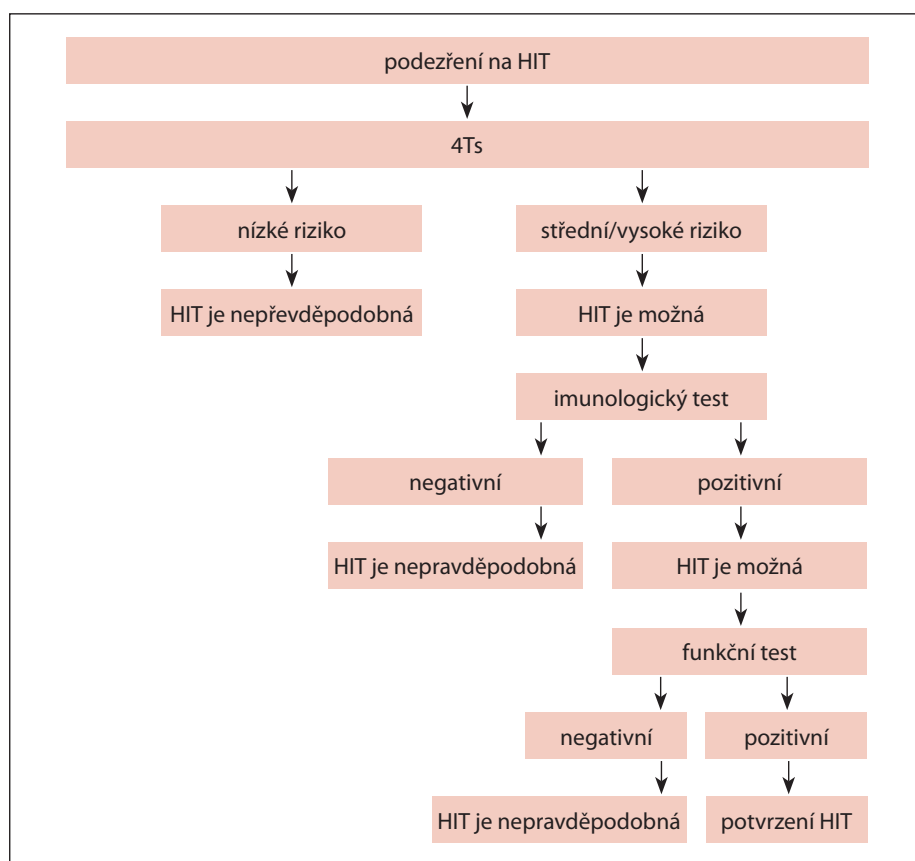 podezření na HIT
4Ts
nízké riziko
střední/vysoké riziko
HIT je nepřevděpodobná
HIT je možná
imunologický test
negativní
pozitivní
HIT je nepravděpodobná
HIT je možná
funkční test
negativní
pozitivní
HIT je nepravděpodobná
potvrzení HIT